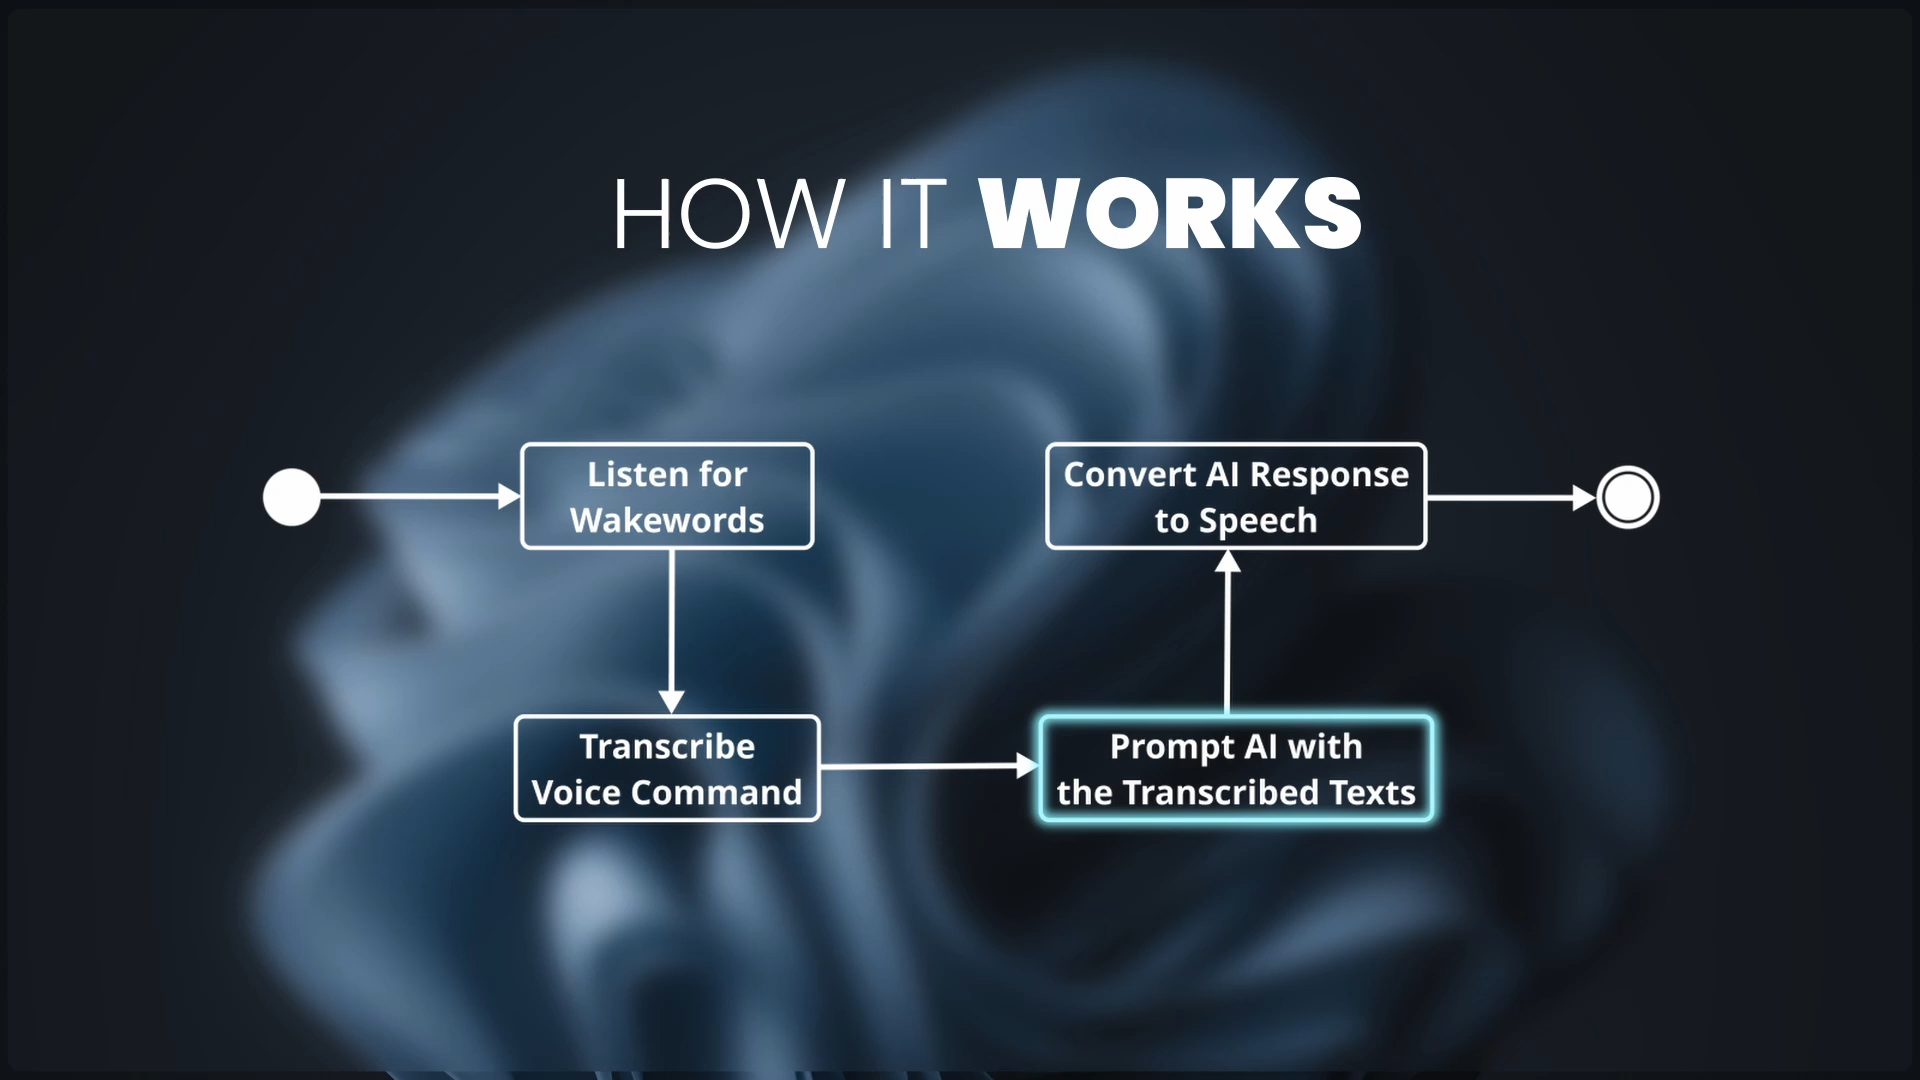 HOW IT WORKS
Listen for
Wakewords
Transcribe
Voice Command
Prompt AI with
the Transcribed Texts
Convert AI Response
to Speech